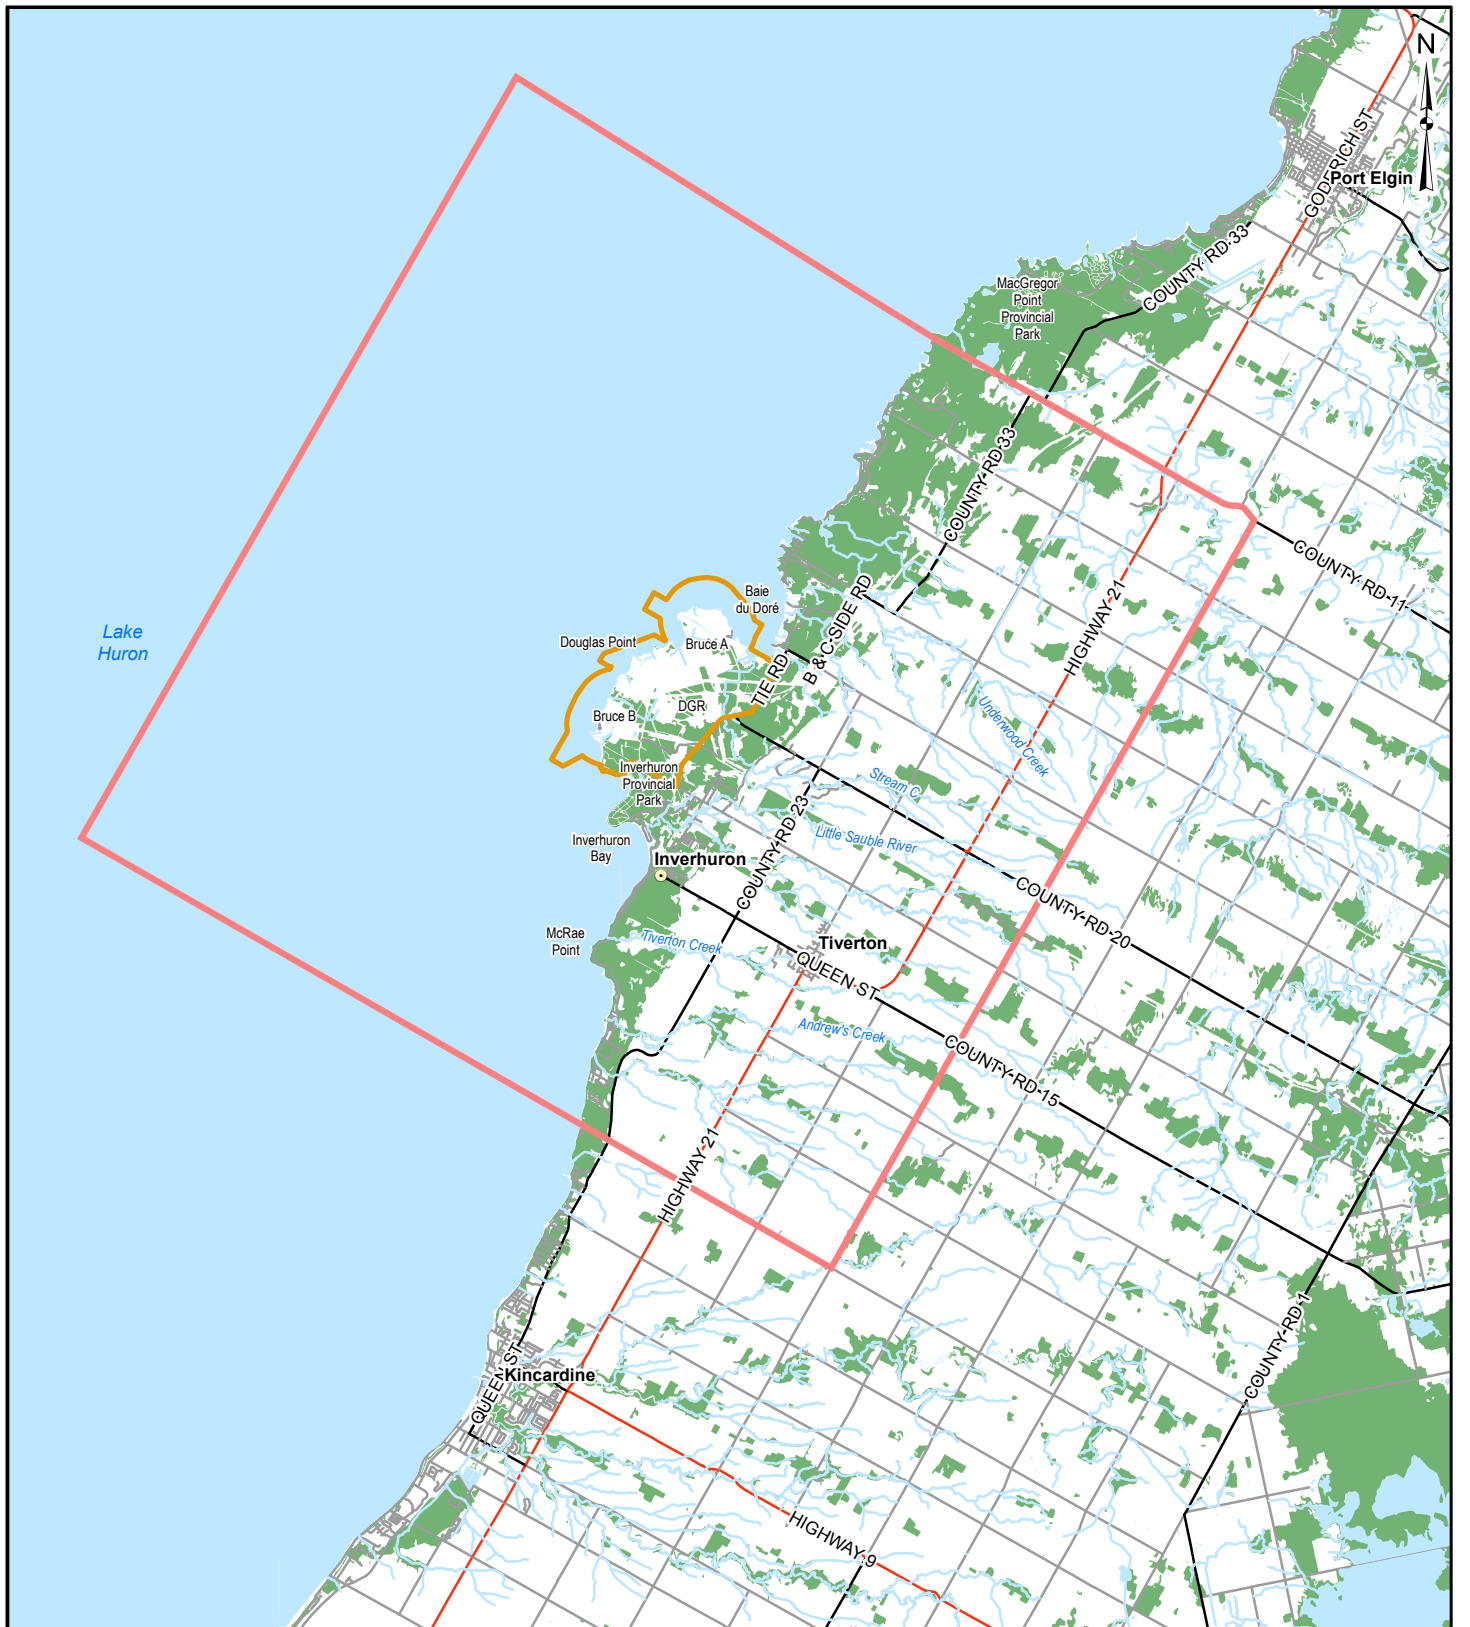 N
GODERICH ST
Port Elgin
COUNTY RD 33
MacGregor
Point
Provincial
Park
COUNTY RD 33
COUNTY RD 11
HIGHWAY 21
Baie
du Doré
B & C SIDE RD
Lake
Huron
Douglas Point
Bruce A
TIE RD
DGR
Bruce B
Underwood Creek
Inverhuron
Provincial
Park
Stream C
COUNTY RD 23
Little Sauble River
Inverhuron
Bay
Inverhuron
COUNTY RD 20
McRae
Point
Tiverton Creek
Tiverton
QUEEN ST
Andrew's Creek
COUNTY RD 15
HIGHWAY 21
COUNTY RD 1
QUEEN ST
Kincardine
HIGHWAY 9